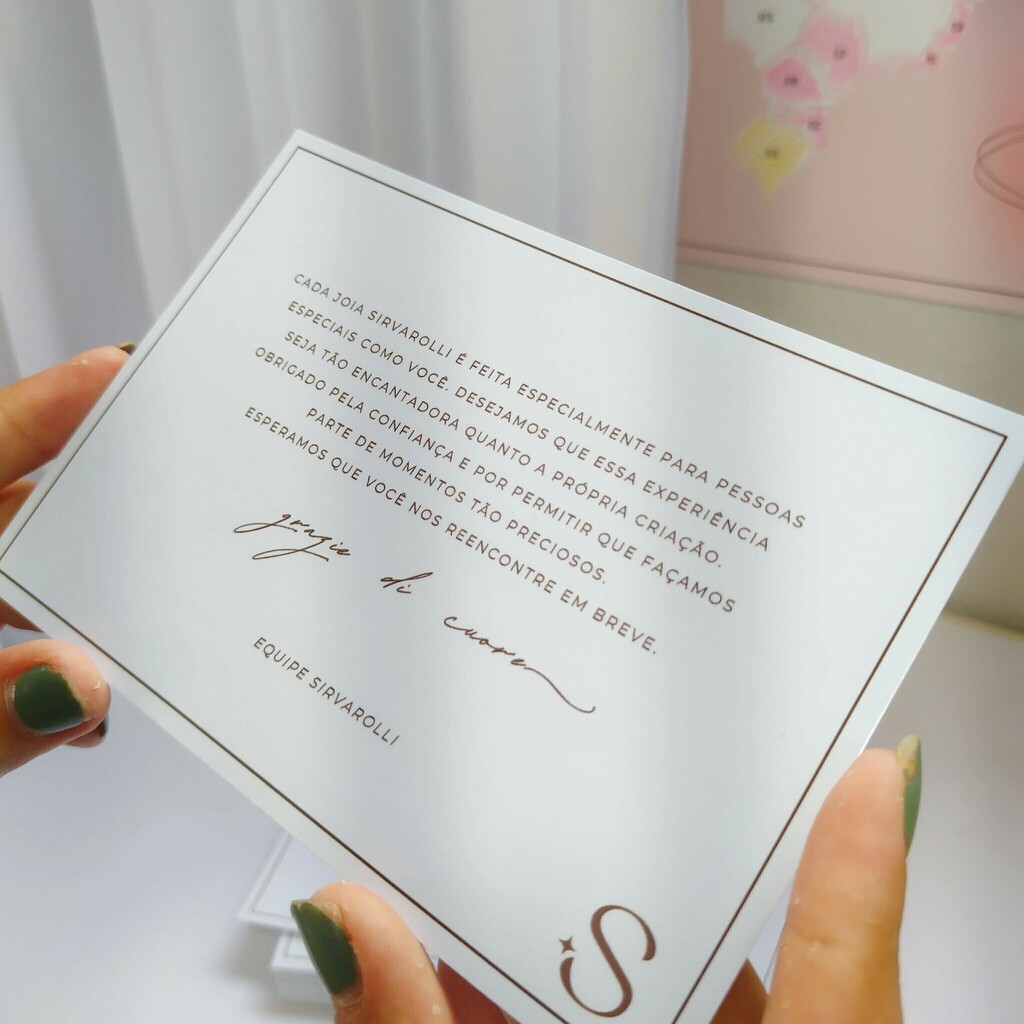 CADA JOIA SIRVAROLLI É FEITA ESPECIALMENTE PARA PESSOAS
ESPECIAIS COMO VOCÊ. DESEJAMOS QUE ESSA EXPERIÊNCIA
SEJA TÃO ENCANTADORA QUANTO A PRÓPRIA CRIAÇÃO.
OBRIGADO PELA CONFIANÇA E POR PERMITIR QUE FAÇAMOS
PARTE DE MOMENTOS TÃO PRECIOSOS.
ESPERAMOS QUE VOCÊ NOS REENCONTRE EM BREVE.
grazie di cuore
EQUIPE SIRVAROLLI
S